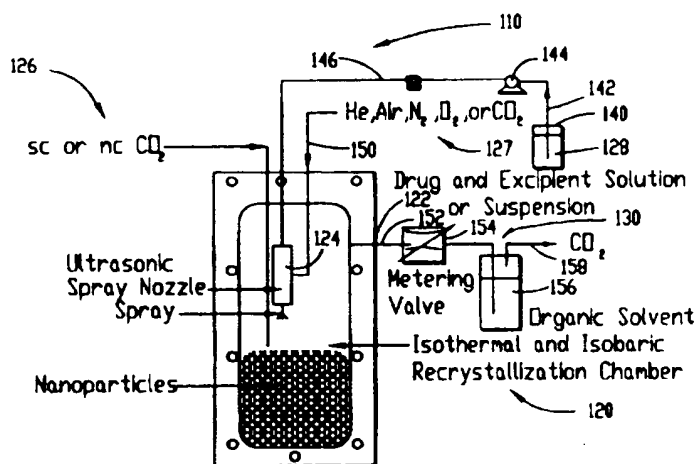 110
126
146
144
142
140
128
He, Air, N2, O2, or CO2
sc or nc CO2
150
127
Drug and Excipient Solution
or Suspension
122
152
154
130
CO2
158
124
156
Ultrasonic
Spray Nozzle
Spray
Metering
Valve
Organic Solvent
Isothermal and Isobaric
Recrystallization Chamber
Nanoparticles
120